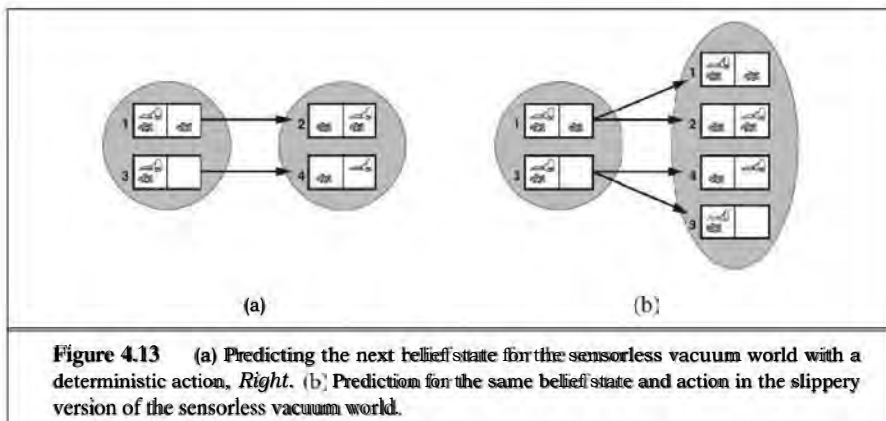 1
2
3
4
(a)
1
3
1
2
4
3
(b)
Figure 4.13 (a) Predicting the next belief state for the sensorless vacuum world with a
deterministic action, Right. (b) Prediction for the same belief state and action in the slippery
version of the sensorless vacuum world.